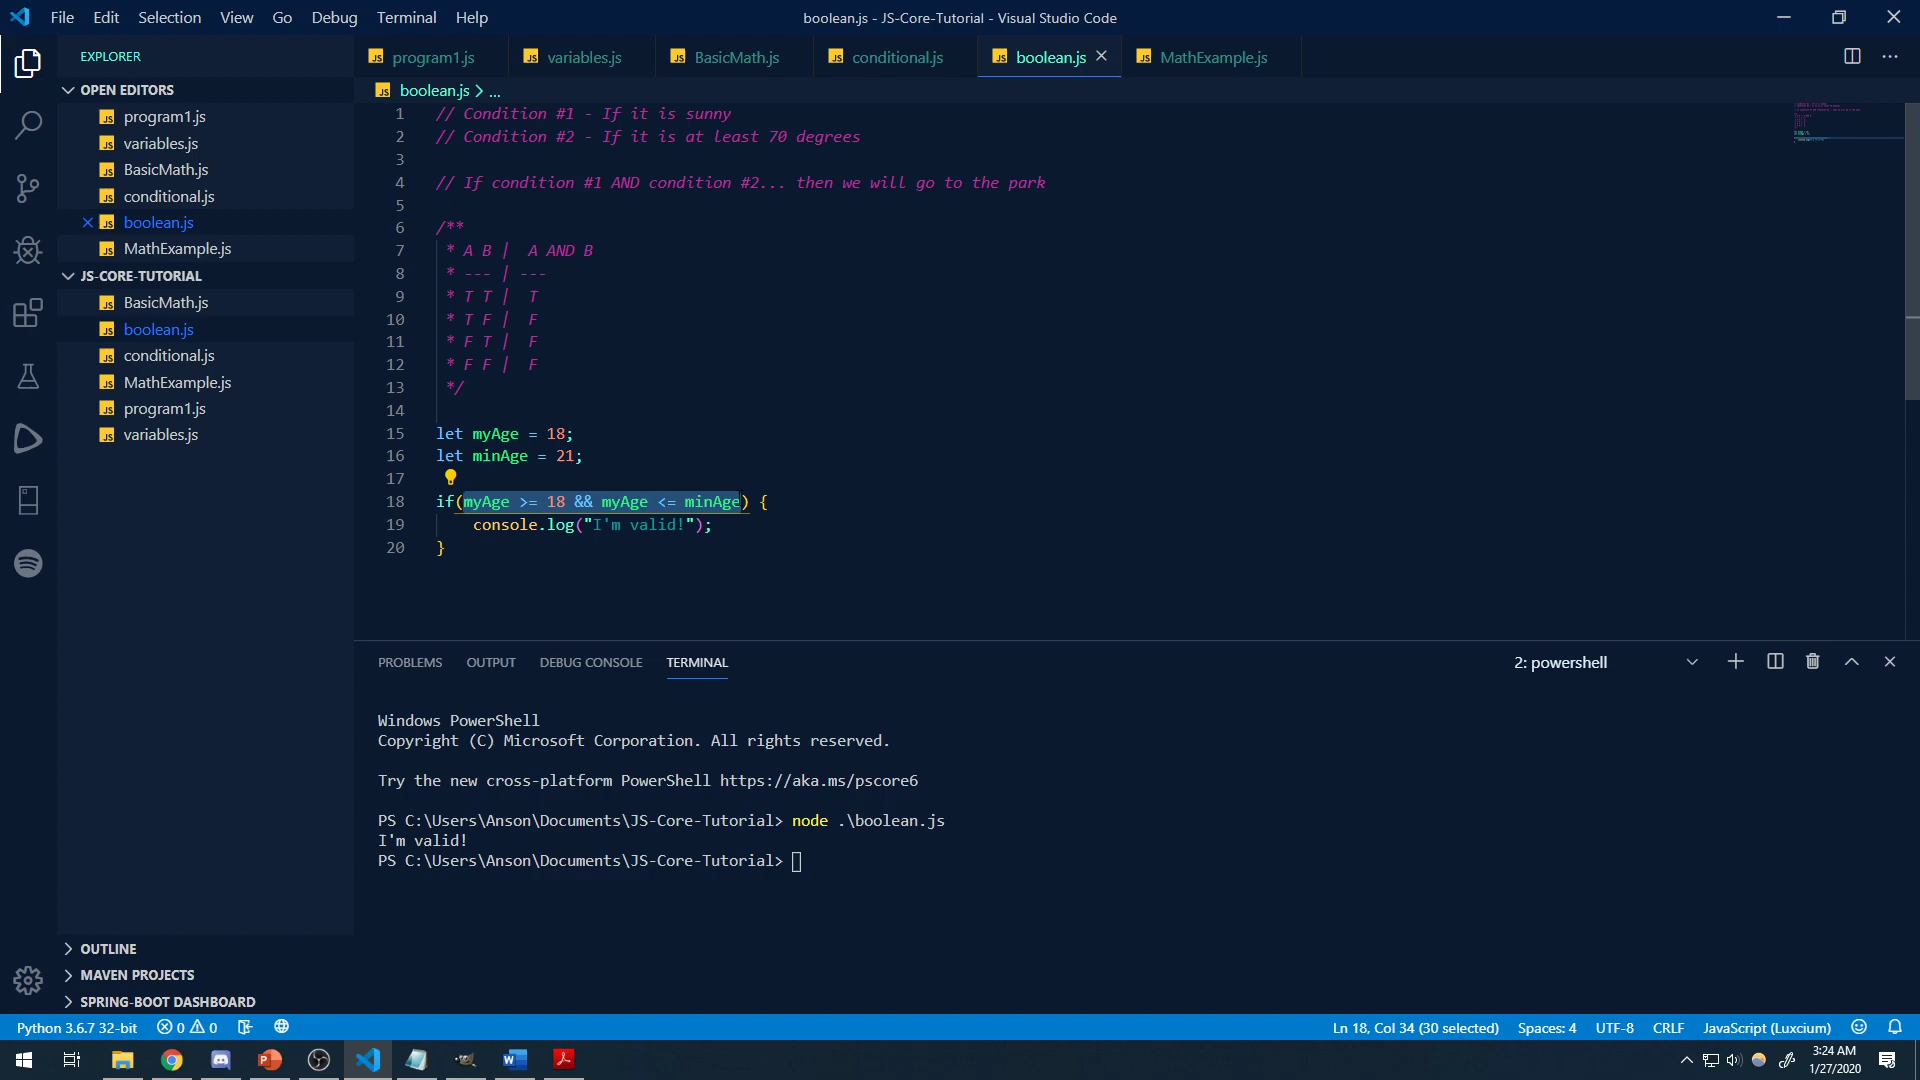 File Edit Selection View Go Debug Terminal Help
boolean.js - JS-Core-Tutorial - Visual Studio Code
EXPLORER
OPEN EDITORS
program1.js
variables.js
BasicMath.js
conditional.js
boolean.js
MathExample.js
JS-CORE-TUTORIAL
BasicMath.js
boolean.js
conditional.js
MathExample.js
program1.js
variables.js
OUTLINE
MAVEN PROJECTS
SPRING-BOOT DASHBOARD
program1.js variables.js BasicMath.js conditional.js boolean.js MathExample.js
boolean.js > ...
1 // Condition #1 - If it is sunny
2 // Condition #2 - If it is at least 70 degrees
3
4 // If condition #1 AND condition #2... then we will go to the park
5
6 /**
7 * A B | A AND B
8 * --- | ---
9 * T T | T
10 * T F | F
11 * F T | F
12 * F F | F
13 */
14
15 let myAge = 18;
16 let minAge = 21;
17
18 if(myAge >= 18 && myAge <= minAge) {
19 console.log("I'm valid!");
20 }
PROBLEMS OUTPUT DEBUG CONSOLE TERMINAL 2: powershell
Windows PowerShell
Copyright (C) Microsoft Corporation. All rights reserved.
Try the new cross-platform PowerShell https://aka.ms/pscore6
PS C:\Users\Anson\Documents\JS-Core-Tutorial> node .\boolean.js
I'm valid!
PS C:\Users\Anson\Documents\JS-Core-Tutorial>
Python 3.6.7 32-bit 0 0 Ln 18, Col 34 (30 selected) Spaces: 4 UTF-8 CRLF JavaScript (Luxcium)
3:24 AM
1/27/2020